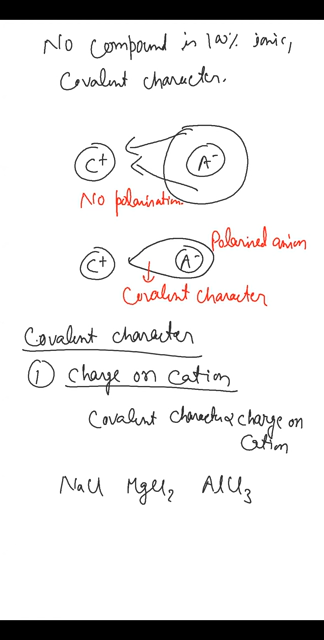 No compound is 100% ionic,
Covalent character.
C+
A-
No polarisation.
Polarised anion
C+
A-
Covalent character
Covalent character
① Charge on Cation
Covalent character ∝ charge on
Cation
NaCl MgCl2 AlCl3